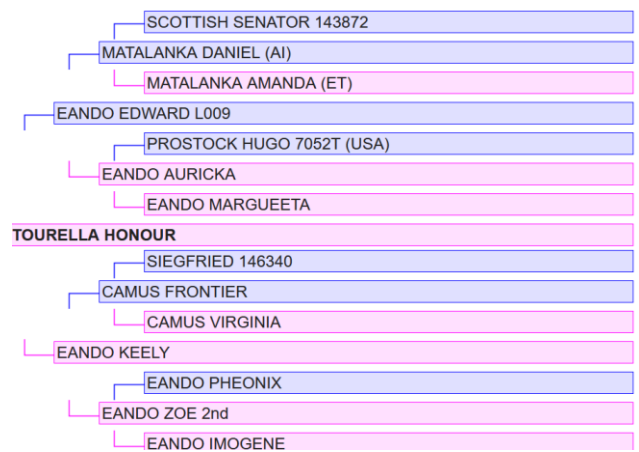 SCOTTISH SENATOR 143872
MATALANKA DANIEL (AI)
MATALANKA AMANDA (ET)
EANDO EDWARD L009
PROSTOCK HUGO 7052T (USA)
EANDO AURICKA
EANDO MARGUEETA
TOURELLA HONOUR
SIEGFRIED 146340
CAMUS FRONTIER
CAMUS VIRGINIA
EANDO KEELY
EANDO PHEONIX
EANDO ZOE 2nd
EANDO IMOGENE